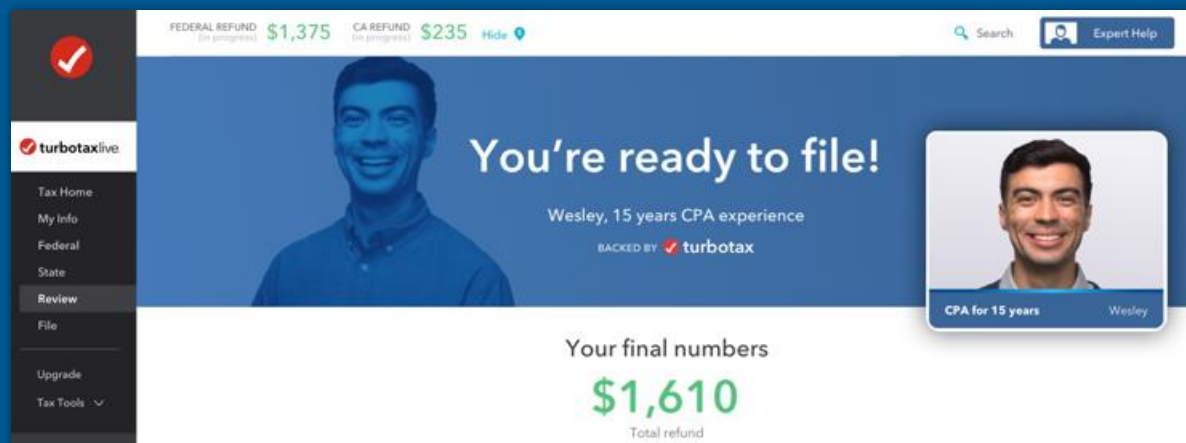 FEDERAL REFUND (in progress) $1,375 CA REFUND (in progress) $235 Hide
Search
Expert Help
turbotaxlive
Tax Home
My Info
Federal
State
Review
File
Upgrade
Tax Tools
You're ready to file!
Wesley, 15 years CPA experience
BACKED BY turbotax
CPA for 15 years Wesley
Your final numbers
$1,610
Total refund